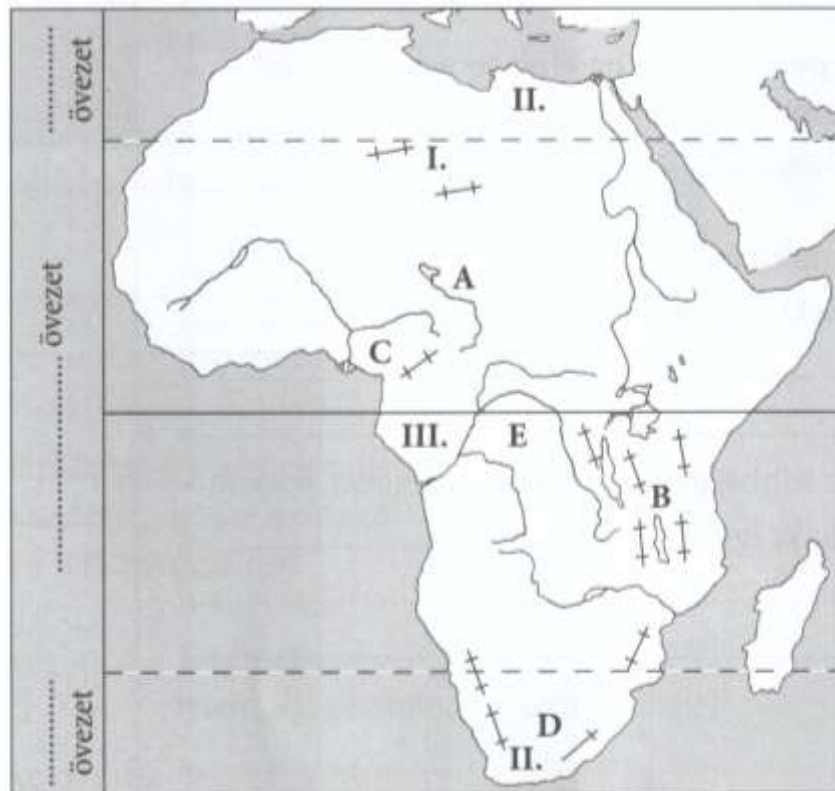 ............ övezet
II.
I.
A
C
........................ övezet
III.
E
B
D
II.
............ övezet